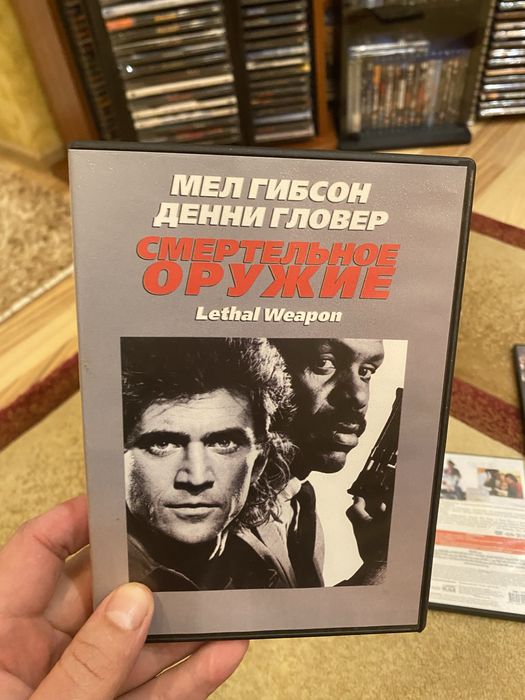 МЕЛ ГИБСОН
ДЕННИ ГЛОВЕР
СМЕРТЕЛЬНОЕ
ОРУЖИЕ
Lethal Weapon